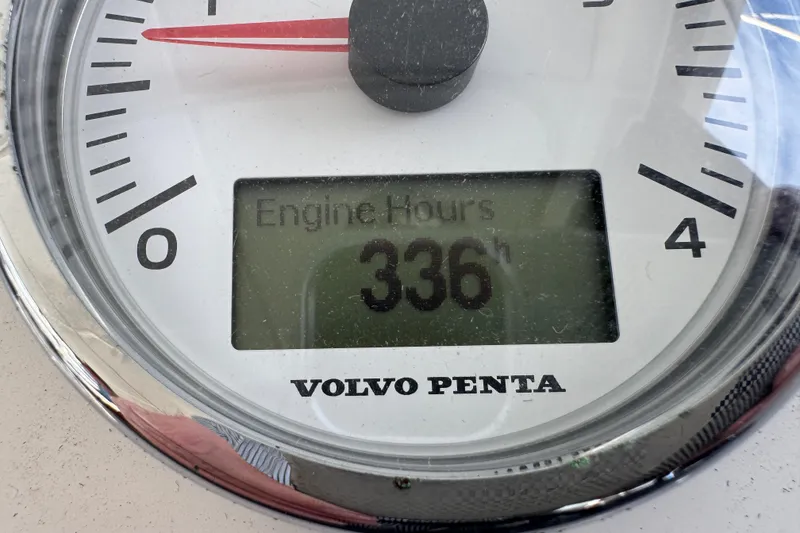 Engine Hours
336h
0
4
VOLVO PENTA